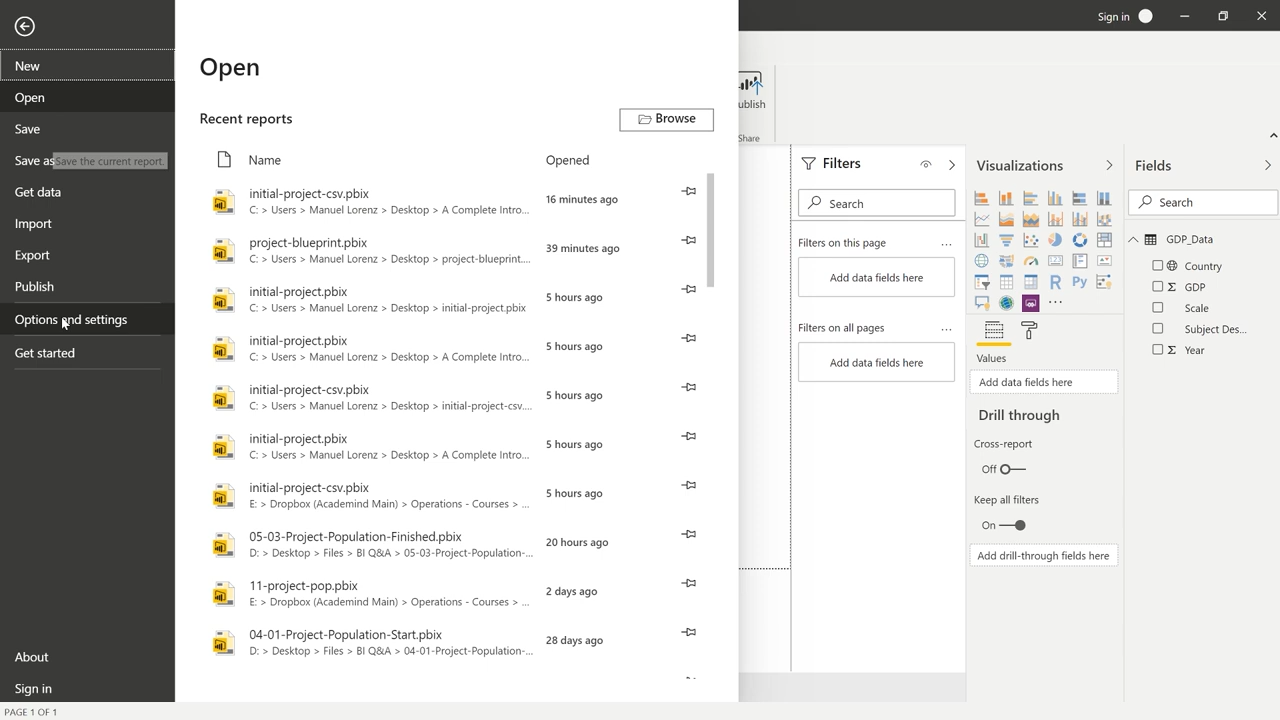 Sign in
New
Open
Save
Save as
Save the current report.
Get data
Import
Export
Publish
Options and settings
Get started
About
Sign in
Open
Recent reports
Browse
Name
Opened
initial-project-csv.pbix
C: > Users > Manuel Lorenz > Desktop > A Complete Intro...
16 minutes ago
project-blueprint.pbix
C: > Users > Manuel Lorenz > Desktop > project-blueprint....
39 minutes ago
initial-project.pbix
C: > Users > Manuel Lorenz > Desktop > initial-project.pbix
5 hours ago
initial-project.pbix
C: > Users > Manuel Lorenz > Desktop > A Complete Intro...
5 hours ago
initial-project-csv.pbix
C: > Users > Manuel Lorenz > Desktop > initial-project-csv....
5 hours ago
initial-project.pbix
C: > Users > Manuel Lorenz > Desktop > A Complete Intro...
5 hours ago
initial-project-csv.pbix
E: > Dropbox (Academind Main) > Operations - Courses > ...
5 hours ago
05-03-Project-Population-Finished.pbix
D: > Desktop > Files > BI Q&A > 05-03-Project-Population-...
20 hours ago
11-project-pop.pbix
E: > Dropbox (Academind Main) > Operations - Courses > ...
2 days ago
04-01-Project-Population-Start.pbix
D: > Desktop > Files > BI Q&A > 04-01-Project-Population-...
28 days ago
ublish
Share
Filters
Search
Filters on this page
...
Add data fields here
Filters on all pages
...
Add data fields here
Visualizations
R
Py
...
Values
Add data fields here
Drill through
Cross-report
Off
Keep all filters
On
Add drill-through fields here
Fields
Search
GDP_Data
Country
Σ GDP
Scale
Subject Des...
Σ Year
PAGE 1 OF 1